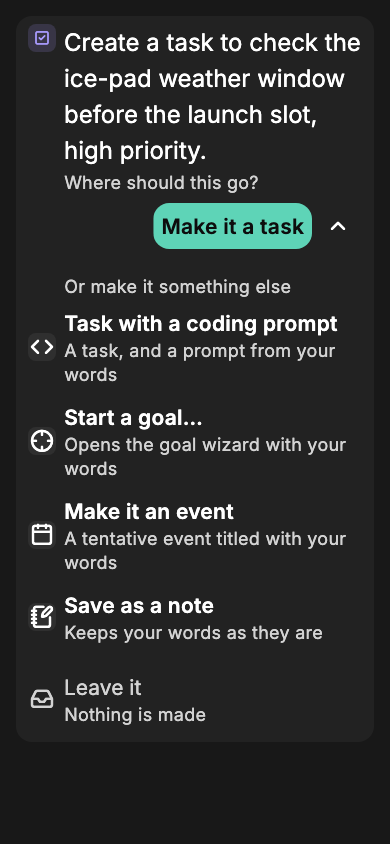 Create a task to check the
ice-pad weather window
before the launch slot,
high priority.
Where should this go?
Make it a task
Or make it something else
Task with a coding prompt
A task, and a prompt from your
words
Start a goal...
Opens the goal wizard with your
words
Make it an event
A tentative event titled with your
words
Save as a note
Keeps your words as they are
Leave it
Nothing is made